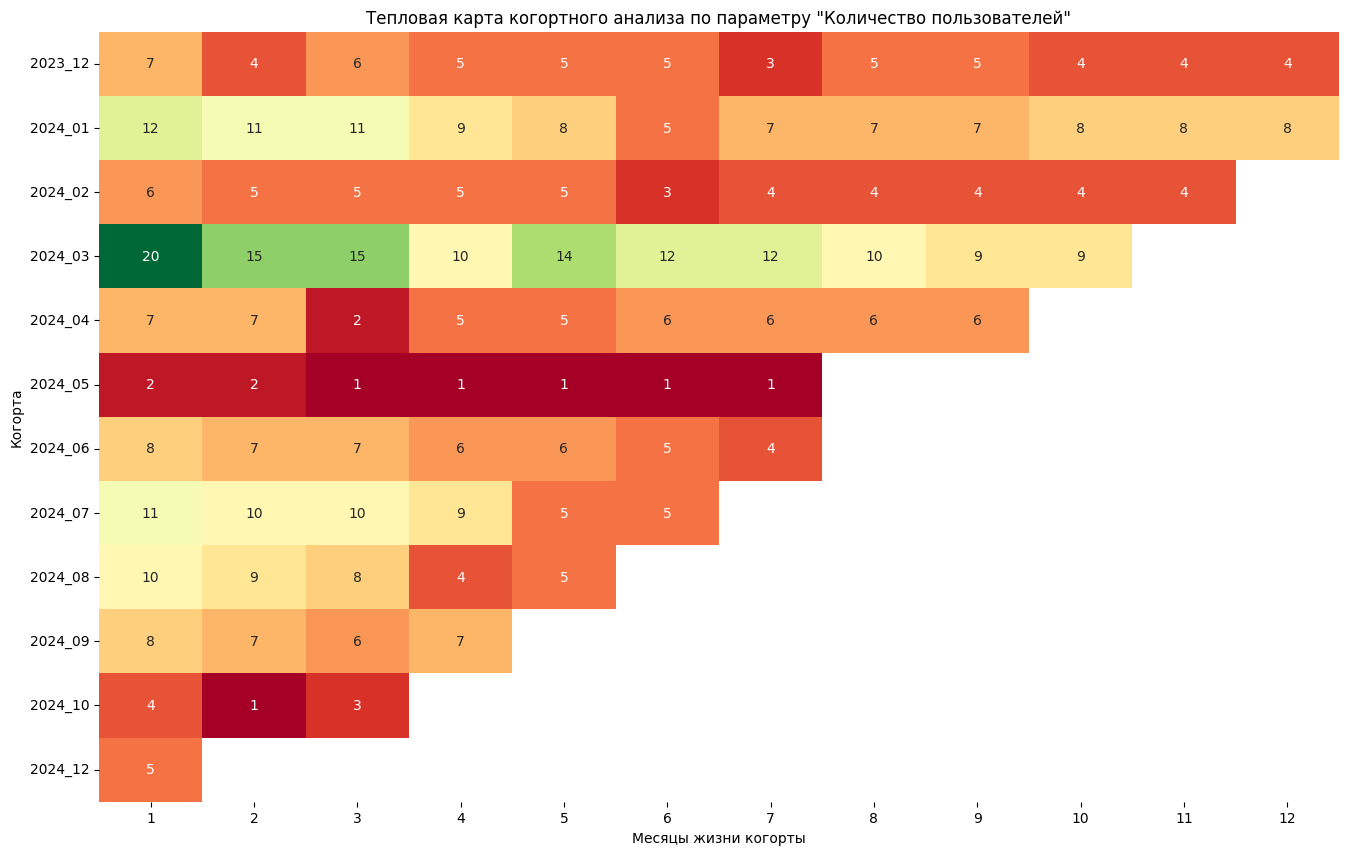 Тепловая карта когортного анализа по параметру "Количество пользователей"
Когорта
2023_12 7 4 6 5 5 5 3 5 5 4 4 4
2024_01 12 11 11 9 8 5 7 7 7 8 8 8
2024_02 6 5 5 5 5 3 4 4 4 4 4
2024_03 20 15 15 10 14 12 12 10 9 9
2024_04 7 7 2 5 5 6 6 6 6
2024_05 2 2 1 1 1 1 1
2024_06 8 7 7 6 6 5 4
2024_07 11 10 10 9 5 5
2024_08 10 9 8 4 5
2024_09 8 7 6 7
2024_10 4 1 3
2024_12 5
1 2 3 4 5 6 7 8 9 10 11 12
Месяцы жизни когорты